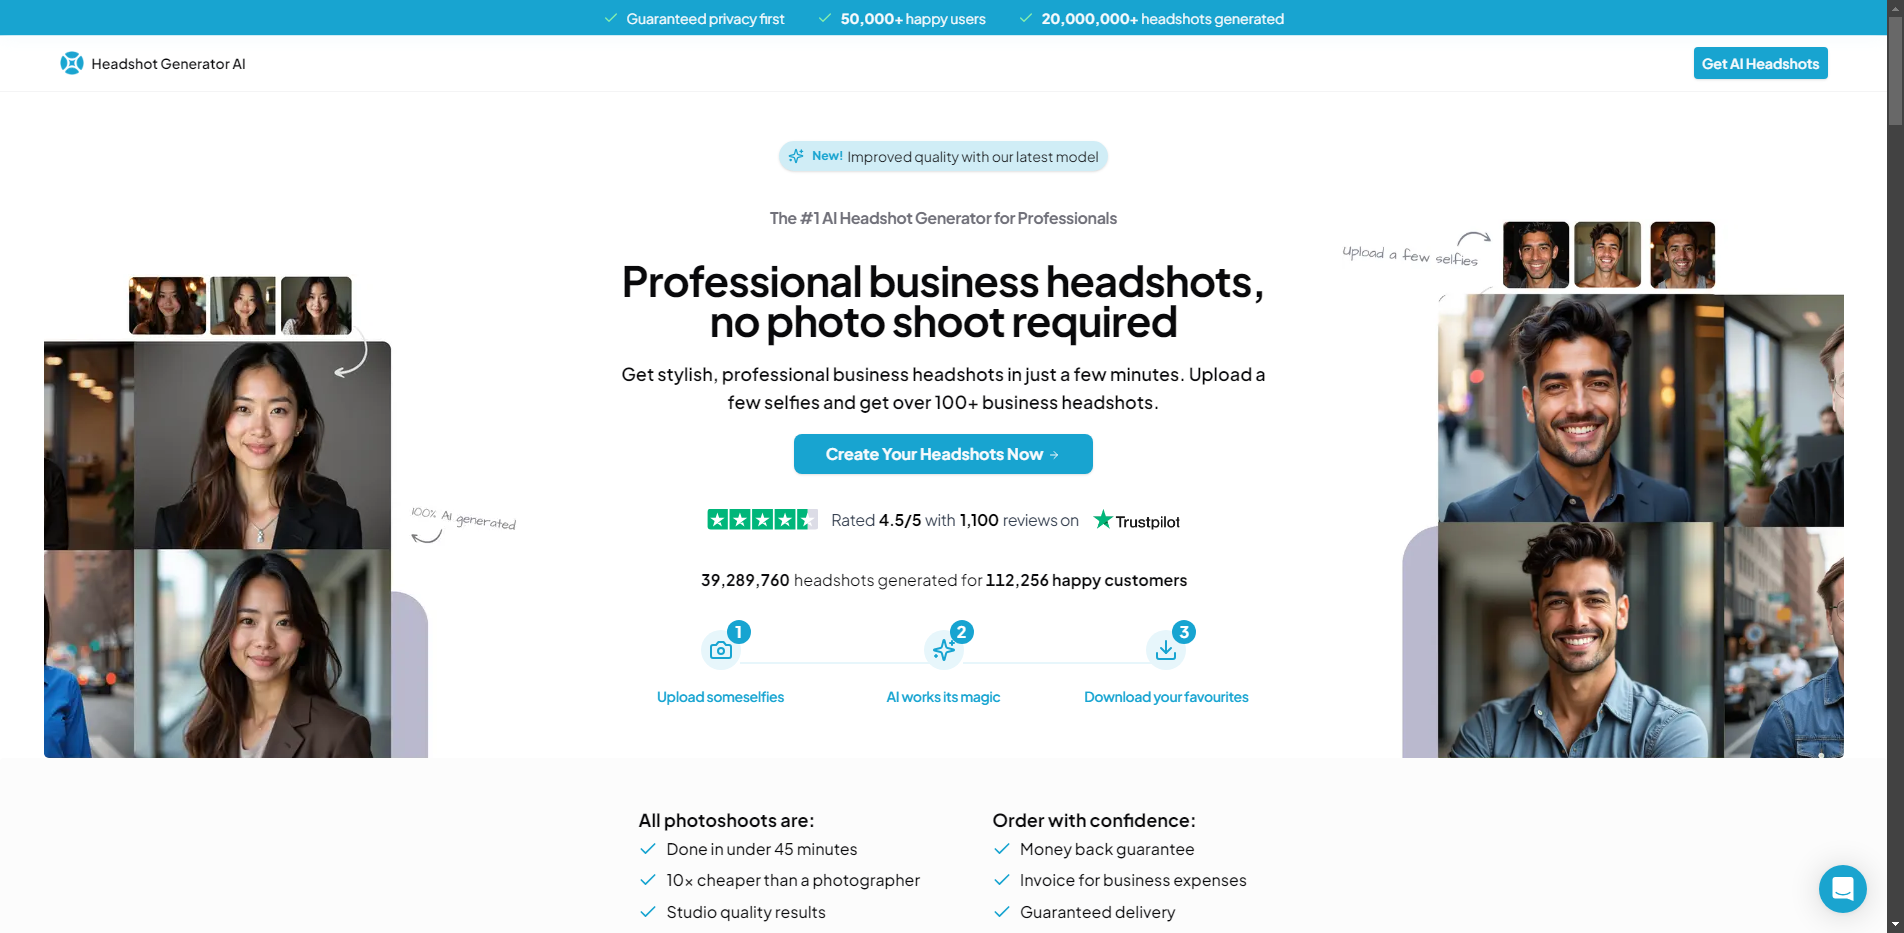 Guaranteed privacy first
50,000+ happy users
20,000,000+ headshots generated
Headshot Generator AI
Get AI Headshots
New! Improved quality with our latest model
The #1 AI Headshot Generator for Professionals
Professional business headshots,
no photo shoot required
Get stylish, professional business headshots in just a few minutes. Upload a
few selfies and get over 100+ business headshots.
Create Your Headshots Now →
Rated 4.5/5 with 1,100 reviews on Trustpilot
39,289,760 headshots generated for 112,256 happy customers
1
2
3
Upload someselfies
AI works its magic
Download your favourites
100% AI generated
Upload a few selfies
All photoshoots are:
Done in under 45 minutes
10x cheaper than a photographer
Studio quality results
Order with confidence:
Money back guarantee
Invoice for business expenses
Guaranteed delivery